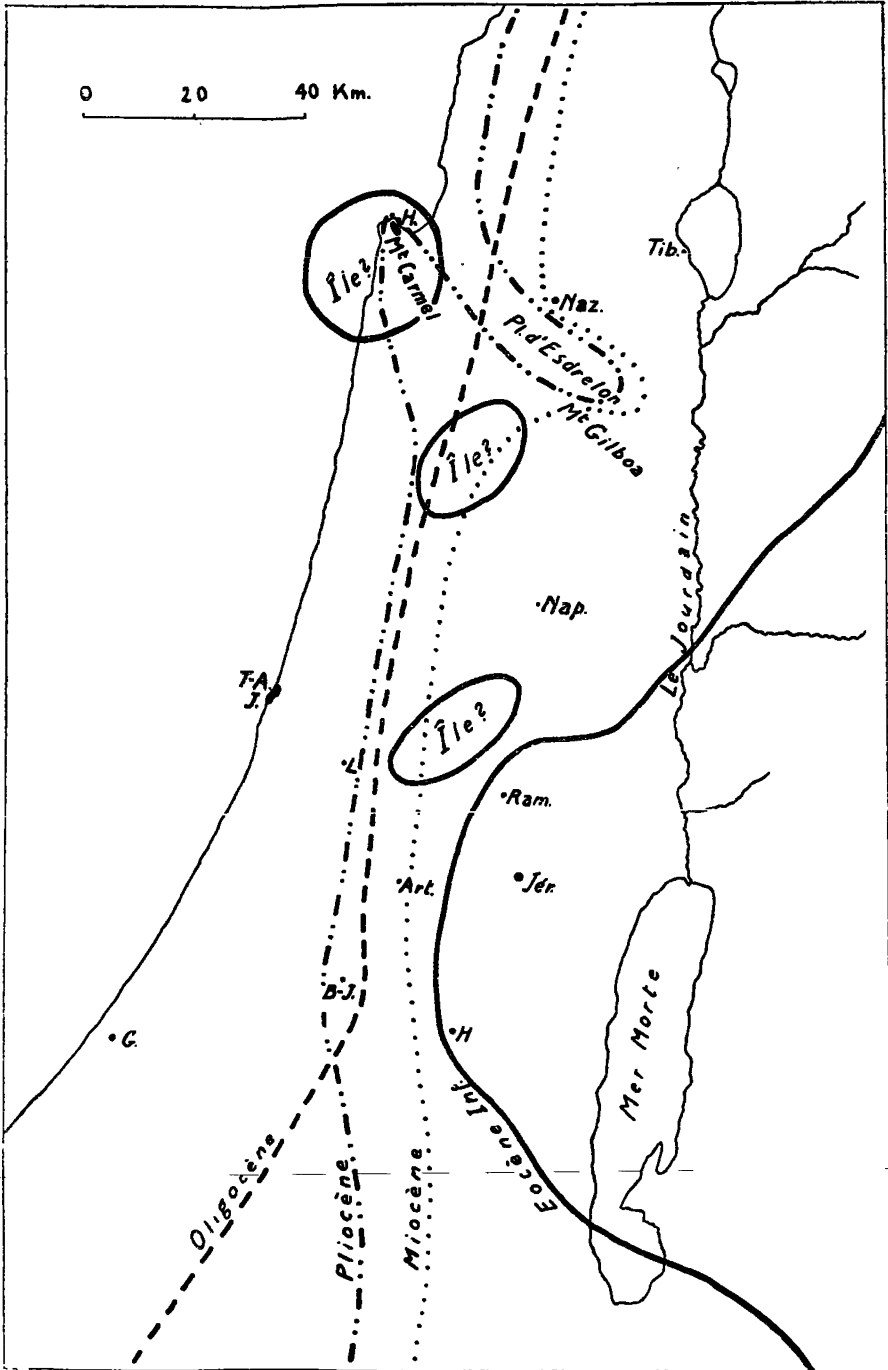 0 20 40 Km.
H.
Mt Carmel
Île?
Tib.
Naz.
Pl. d'Esdrelon
Mt Gilboa
Île?
Le Jourdain
Nap.
T-A.
J.
Île?
L.
Ram.
Art.
Jér.
B-J.
G.
H
Mer Morte
Eocène Inf.
Oligocène
Pliocène
Miocène